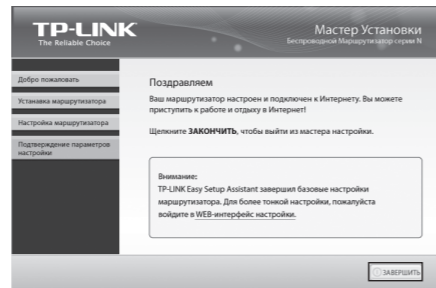 TP-LINK
The Reliable Choice
Мастер Установки
Беспроводной Маршрутизатор серии N
Добро пожаловать
Устанавка маршрутизатора
Настройка маршрутизатора
Подтверждение параметров
настройки
Поздравляем
Ваш маршрутизатор настроен и подключен к Интернету. Вы можете
приступить к работе и отдыху в Интернет!
Щелкните ЗАКОНЧИТЬ, чтобы выйти из мастера настройки.
Внимание:
TP-LINK Easy Setup Assistant завершил базовые настройки
маршрутизатора. Для более тонкой настройки, пожалуйста
войдите в WEB-интерфейс настройки.
ЗАВЕРШИТЬ